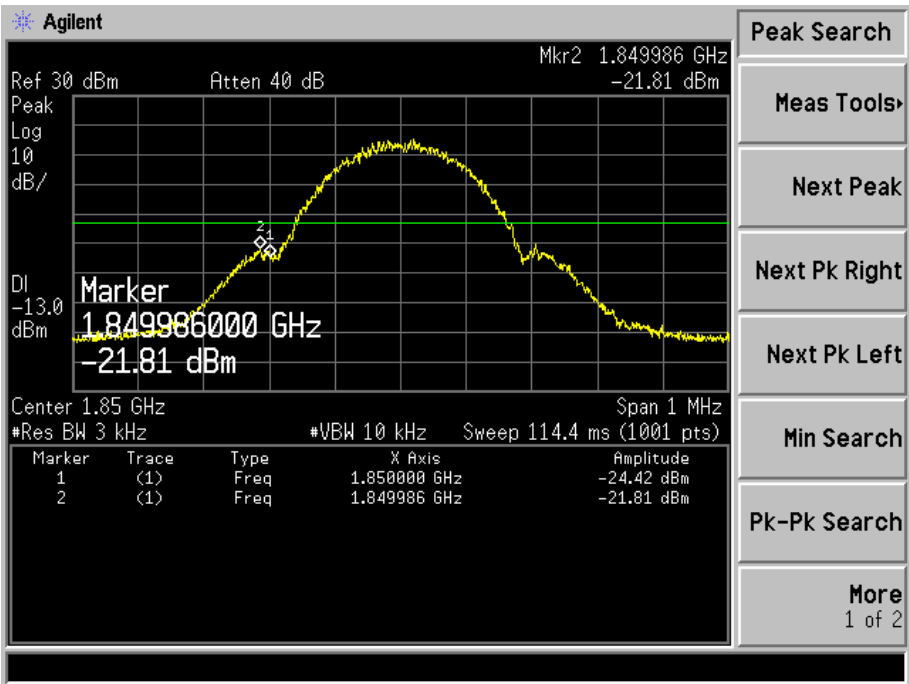 Agilent
Peak Search
Mkr2 1.849986 GHz
Ref 30 dBm Atten 40 dB -21.81 dBm
Peak
Log
10
dB/
2
1
DI
-13.0
dBm
Marker
1.849986000 GHz
-21.81 dBm
Center 1.85 GHz Span 1 MHz
#Res BW 3 kHz #VBW 10 kHz Sweep 114.4 ms (1001 pts)
Marker Trace Type X Axis Amplitude
1 (1) Freq 1.850000 GHz -24.42 dBm
2 (1) Freq 1.849986 GHz -21.81 dBm
Meas Tools▸
Next Peak
Next Pk Right
Next Pk Left
Min Search
Pk-Pk Search
More
1 of 2